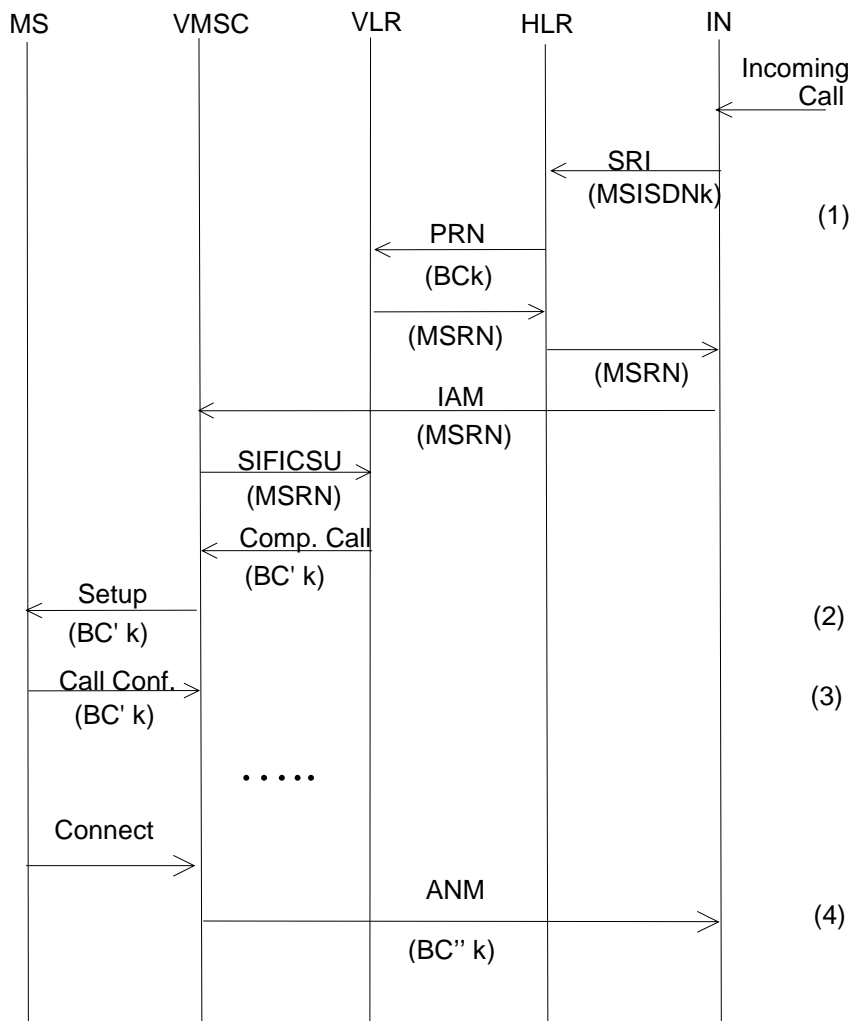 MS VMSC VLR HLR IN
Incoming
Call
SRI
(MSISDNk)
(1)
PRN
(BCk)
(MSRN)
(MSRN)
IAM
(MSRN)
SIFICSU
(MSRN)
Comp. Call
(BC' k)
Setup
(BC' k)
(2)
Call Conf.
(BC' k)
(3)
.....
Connect
ANM
(BC'' k)
(4)